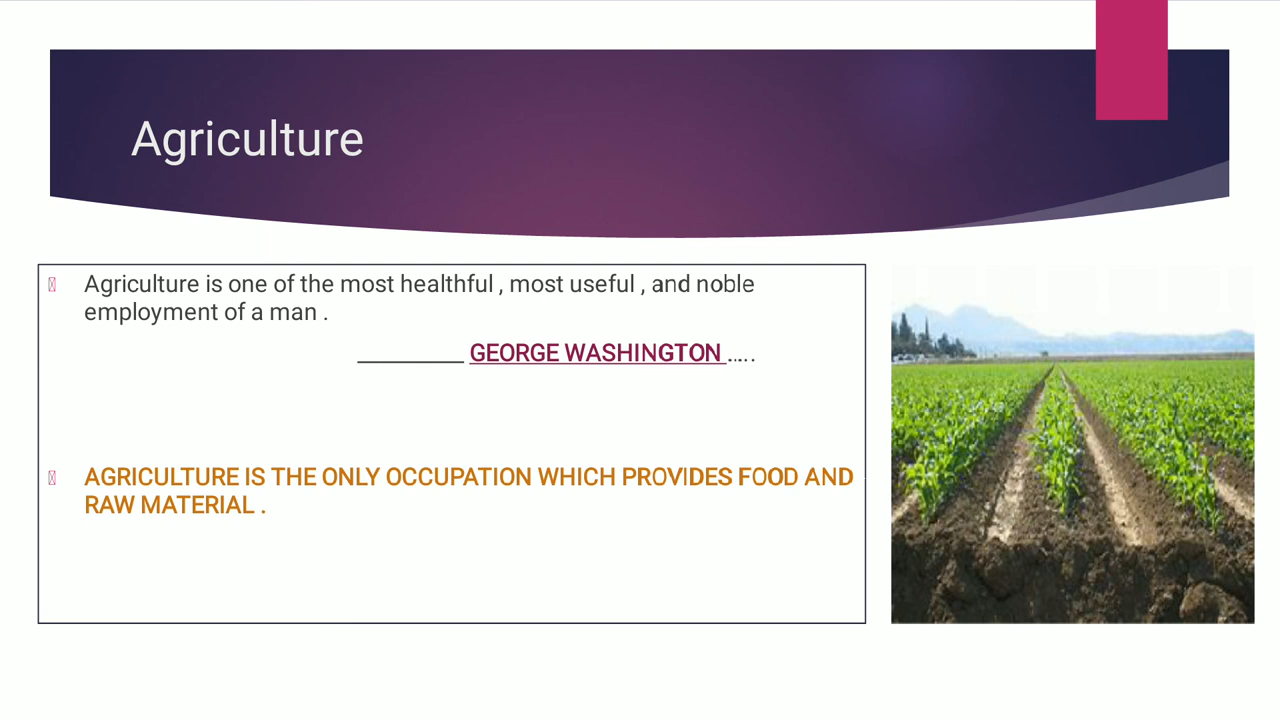 Agriculture
Agriculture is one of the most healthful , most useful , and noble
employment of a man .
_________ GEORGE WASHINGTON .....
AGRICULTURE IS THE ONLY OCCUPATION WHICH PROVIDES FOOD AND
RAW MATERIAL .